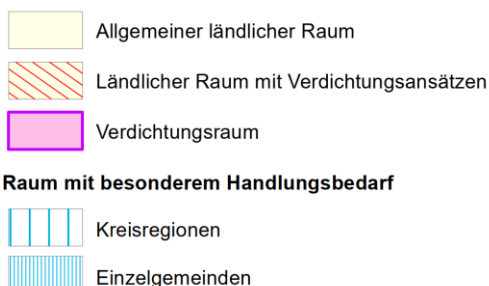 Allgemeiner ländlicher Raum
Ländlicher Raum mit Verdichtungsansätzen
Verdichtungsraum
Raum mit besonderem Handlungsbedarf
Kreisregionen
Einzelgemeinden